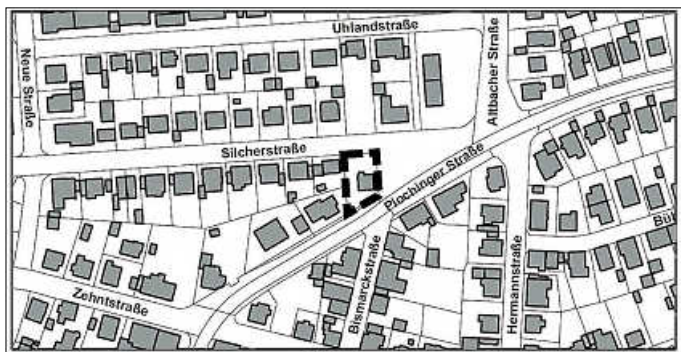 Uhlandstraße
Neue Straße
Altbacher Straße
Silcherstraße
Plochinger Straße
Bismarckstraße
Hermannstraße
Zehntstraße